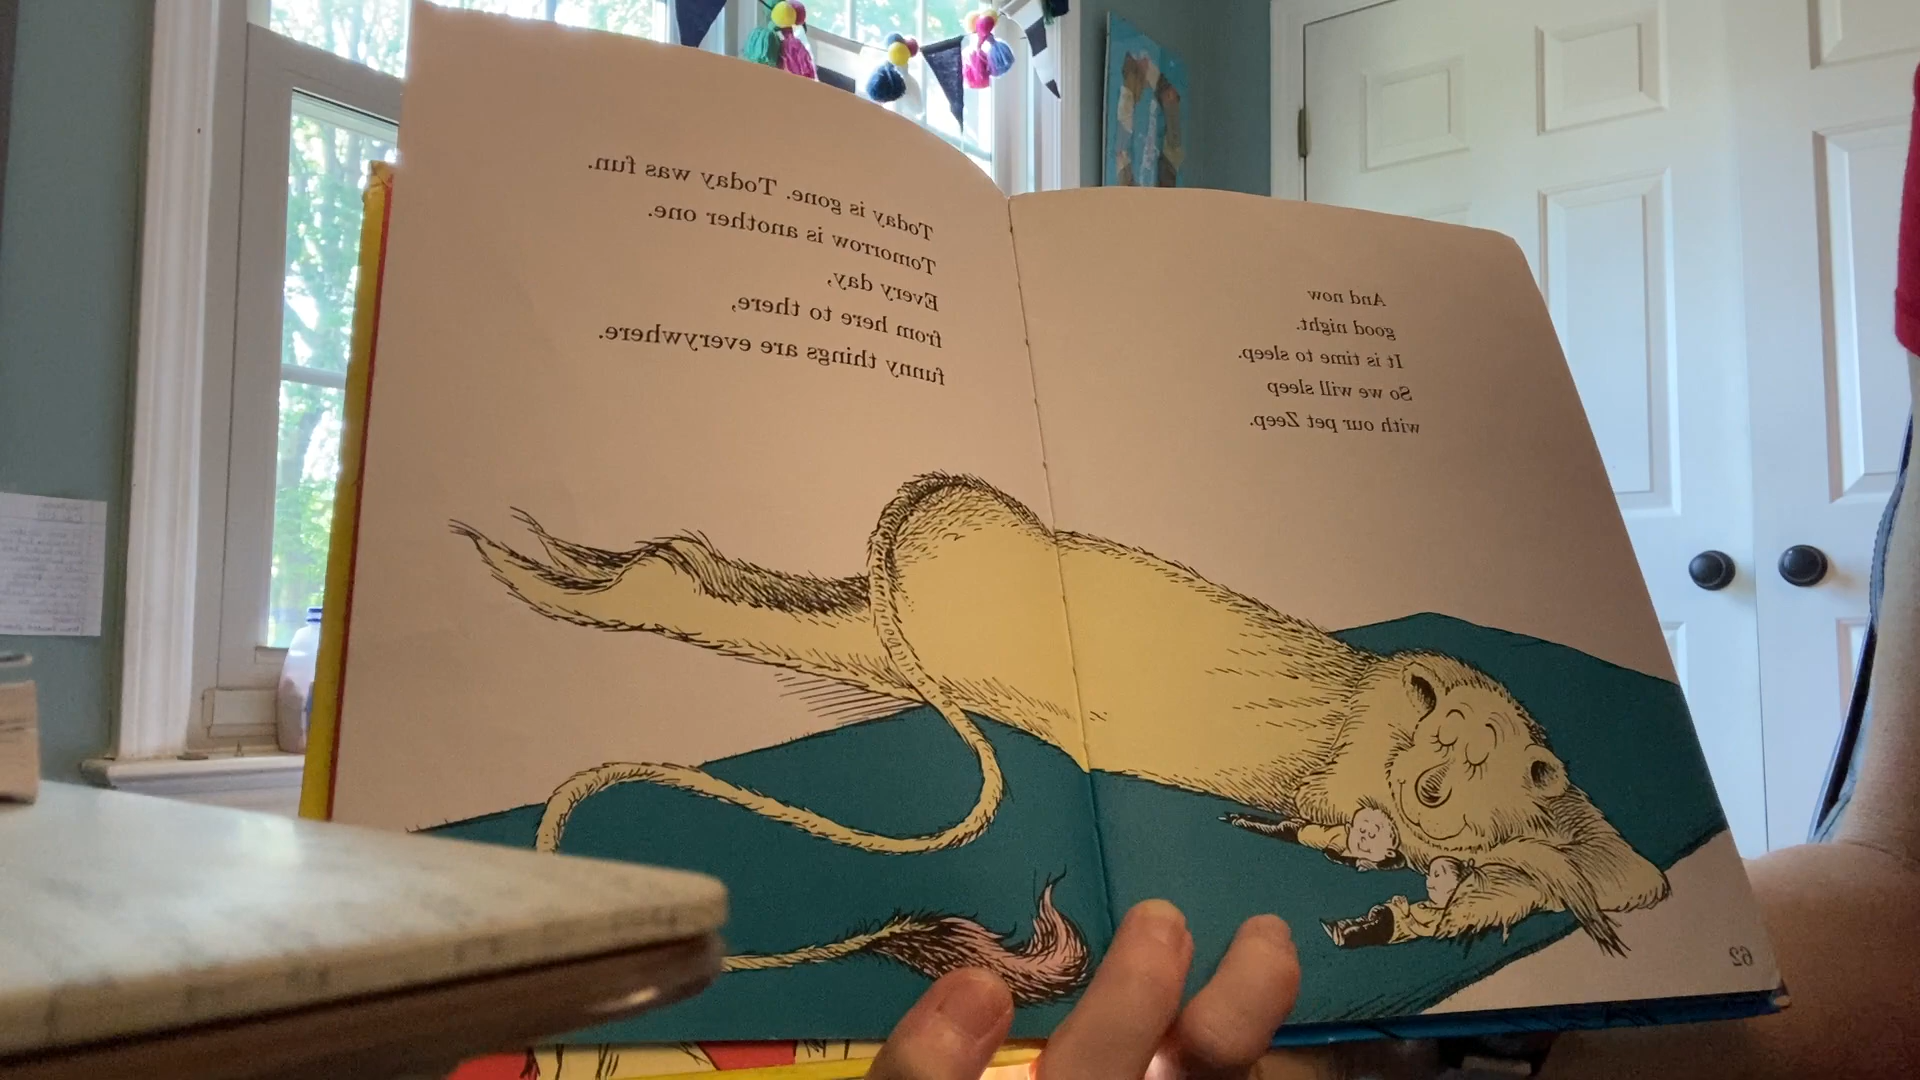 And now
good night.
It is time to sleep.
So we will sleep
with our pet Zeep.
62
Today is gone. Today was fun.
Tomorrow is another one.
Every day,
from here to there,
funny things are everywhere.